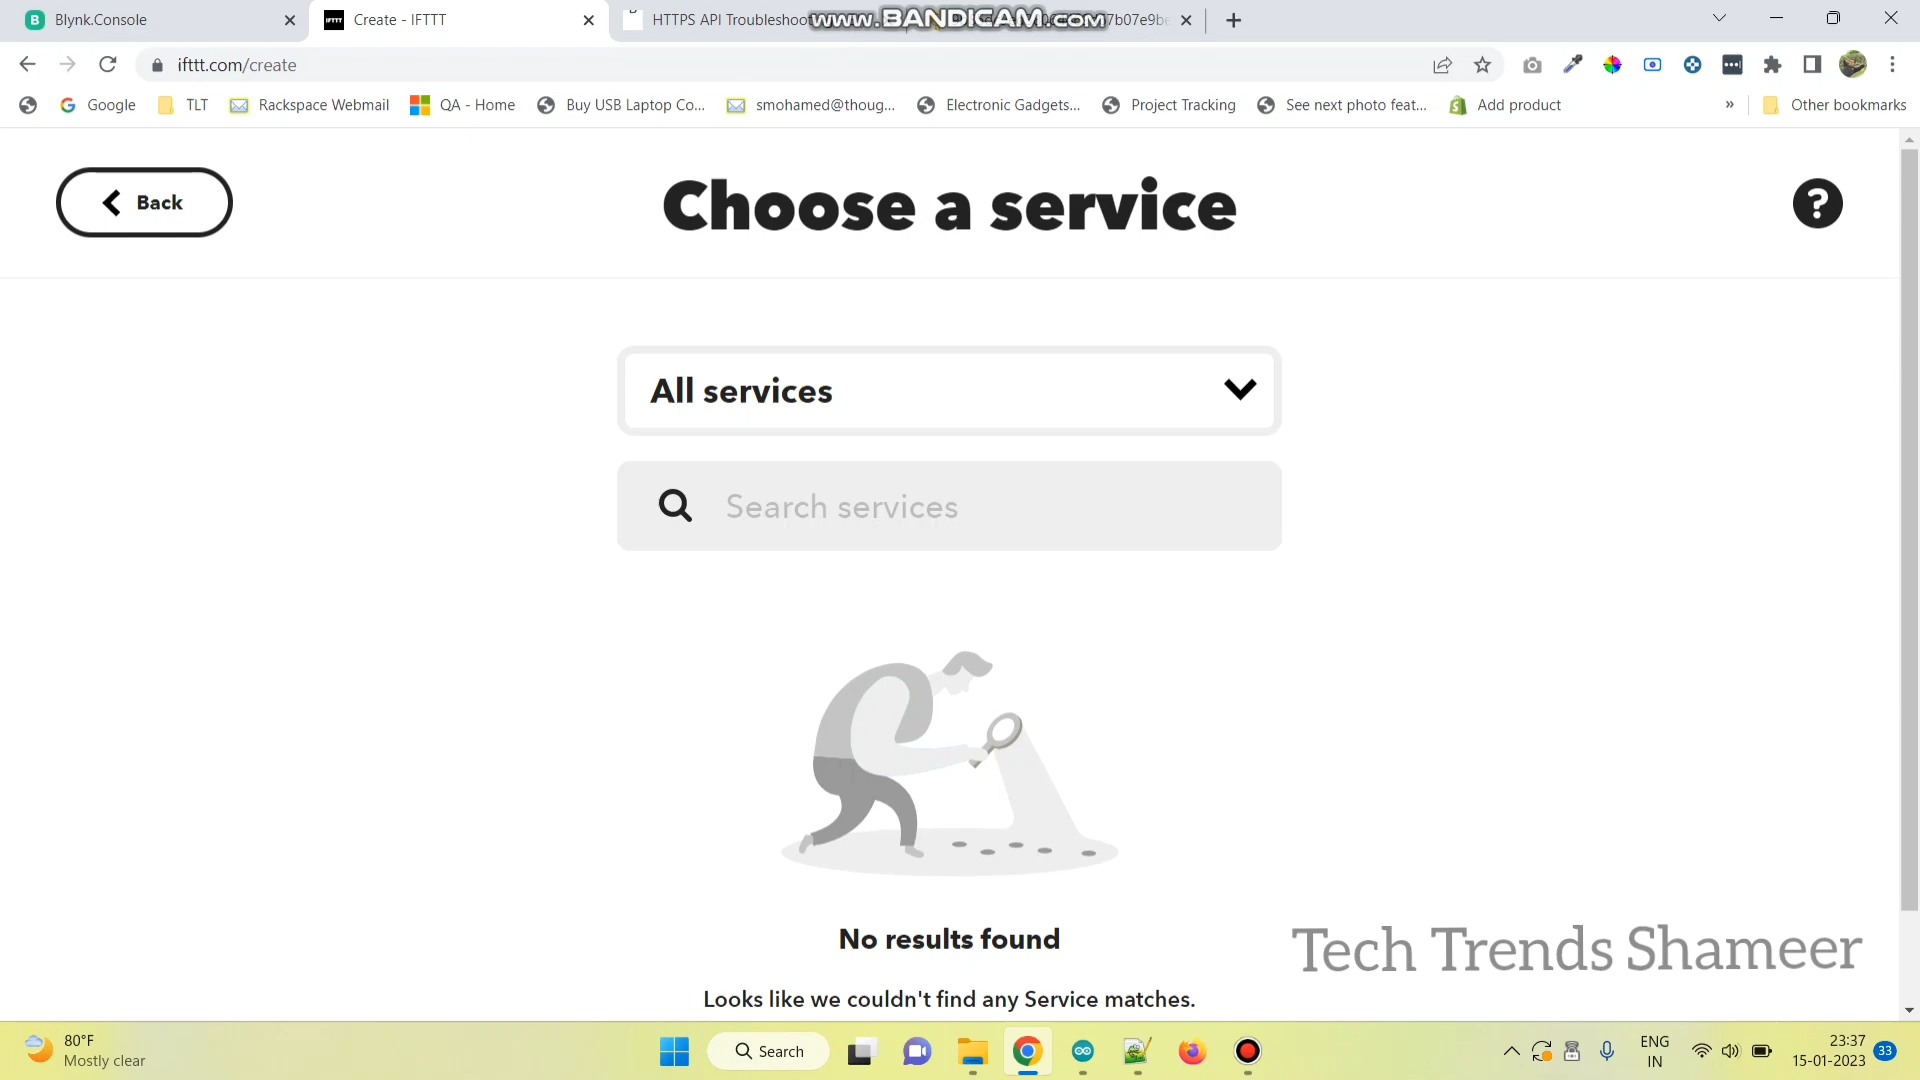 Blynk.Console
Create - IFTTT
HTTPS API Troubleshoot
www.BANDICAM.com
7b07e9be
ifttt.com/create
Google
TLT
Rackspace Webmail
QA - Home
Buy USB Laptop Co...
smohamed@thoug...
Electronic Gadgets...
Project Tracking
See next photo feat...
Add product
»
Other bookmarks
Back
Choose a service
?
All services
Search services
No results found
Tech Trends Shameer
Looks like we couldn't find any Service matches.
80°F
Mostly clear
Search
ENG
IN
23:37
15-01-2023
33